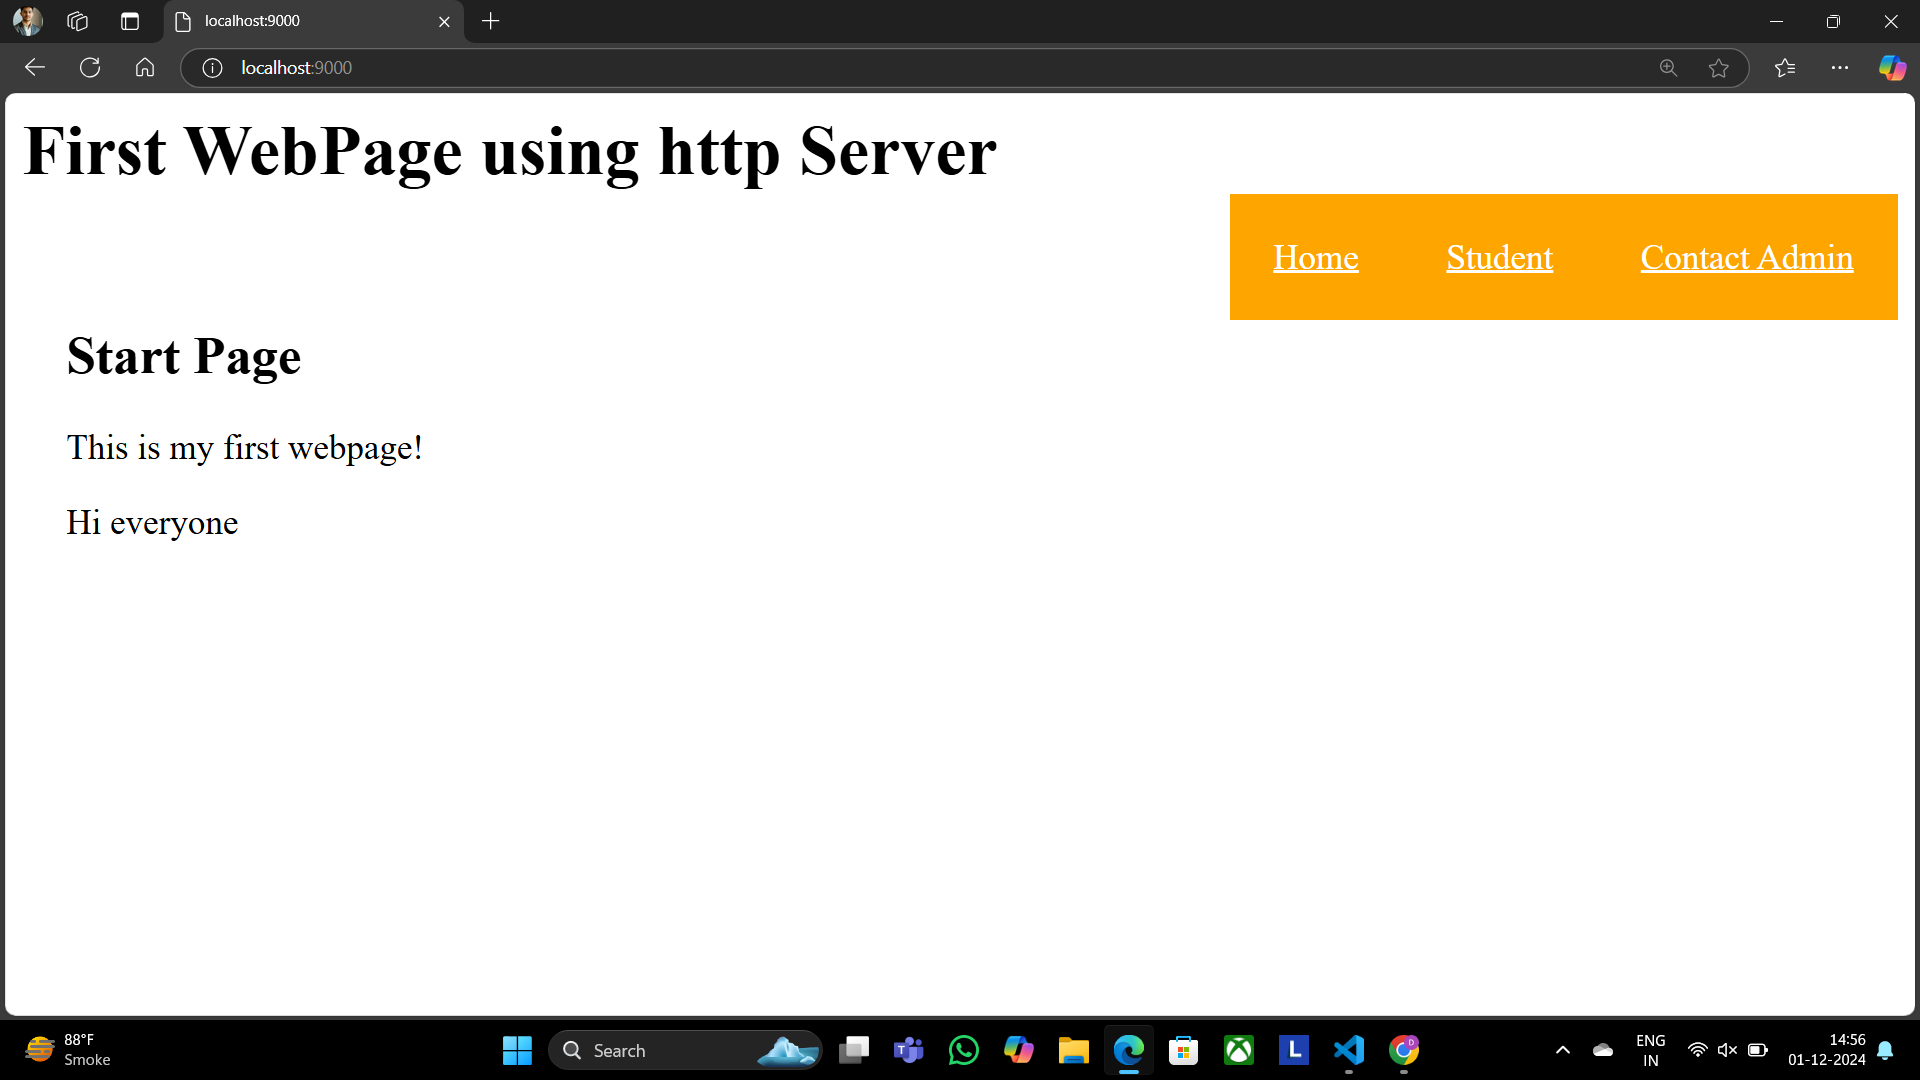 localhost:9000
localhost:9000
First WebPage using http Server
Home Student Contact Admin
Start Page
This is my first webpage!
Hi everyone
88°F
Smoke
Search
T
L
D
ENG
IN
14:56
01-12-2024